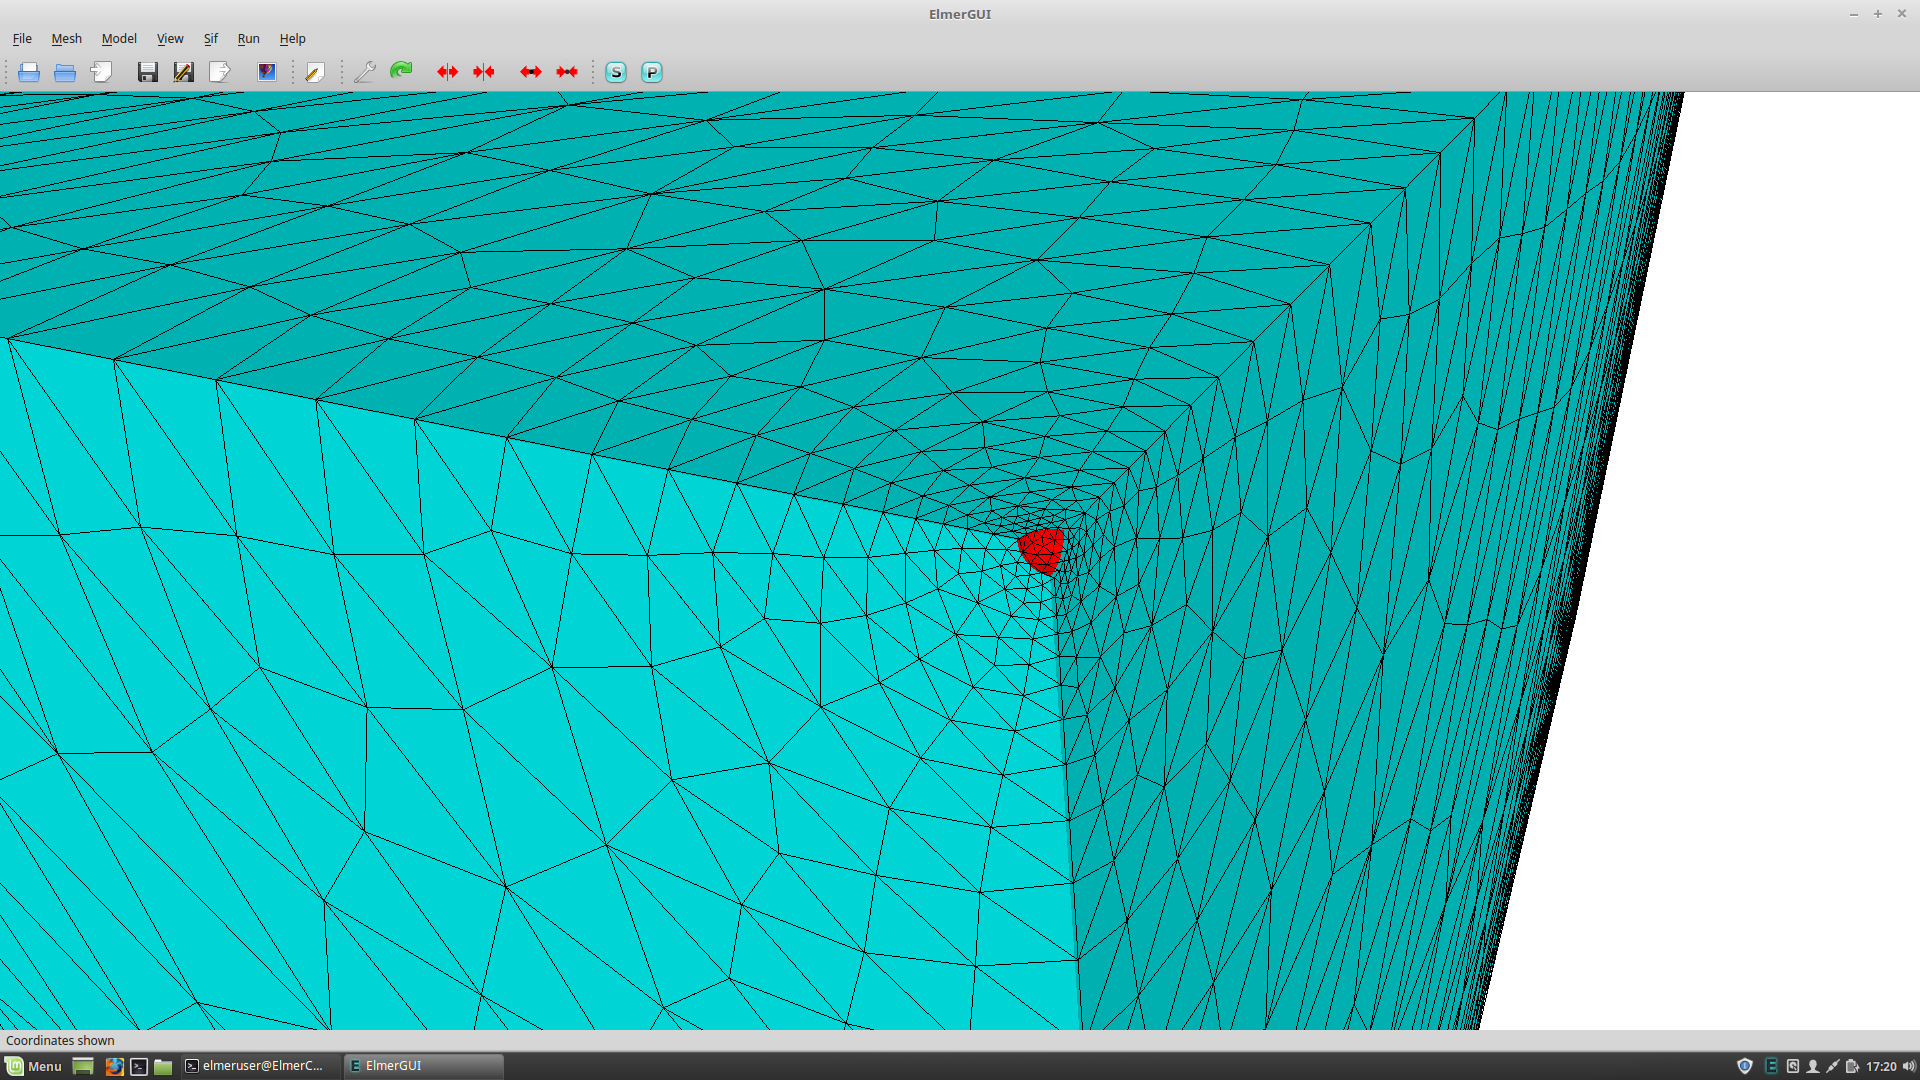 ElmerGUI
File Mesh Model View Sif Run Help
S P
Coordinates shown
Menu elmeruser@ElmerC... ElmerGUI 17:20